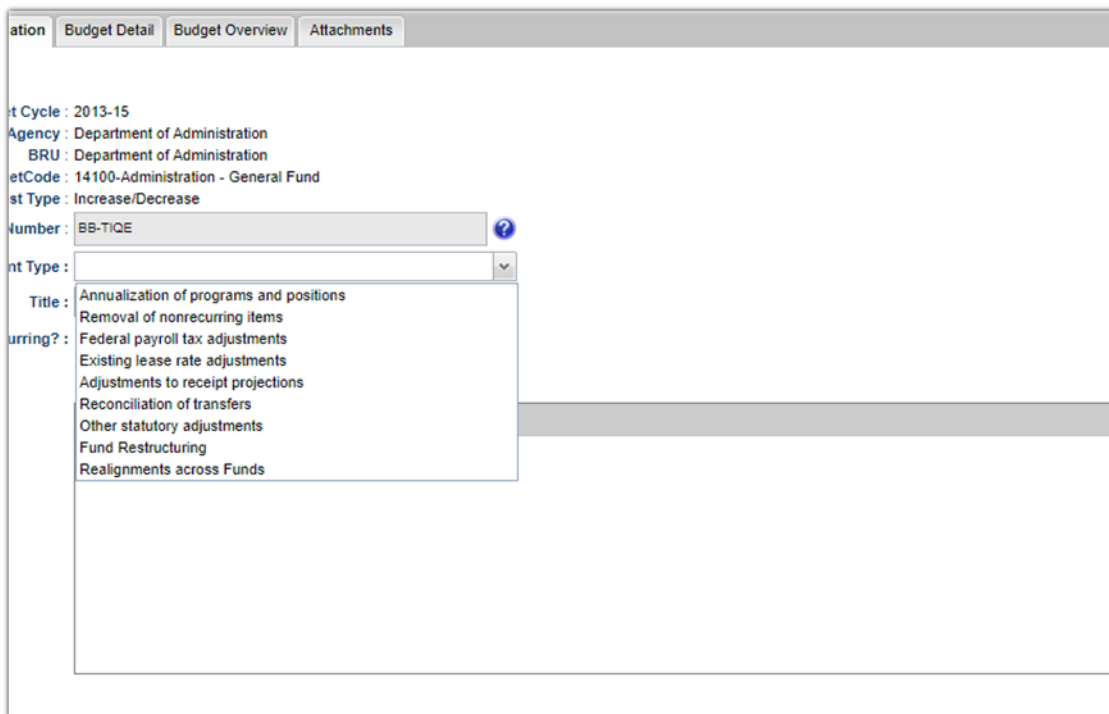 ation Budget Detail Budget Overview Attachments
et Cycle : 2013-15
Agency : Department of Administration
BRU : Department of Administration
etCode : 14100-Administration - General Fund
st Type : Increase/Decrease
Number : BB-TIQE ?
nt Type :
Title :
Annualization of programs and positions
Removal of nonrecurring items
urring? : Federal payroll tax adjustments
Existing lease rate adjustments
Adjustments to receipt projections
Reconciliation of transfers
Other statutory adjustments
Fund Restructuring
Realignments across Funds